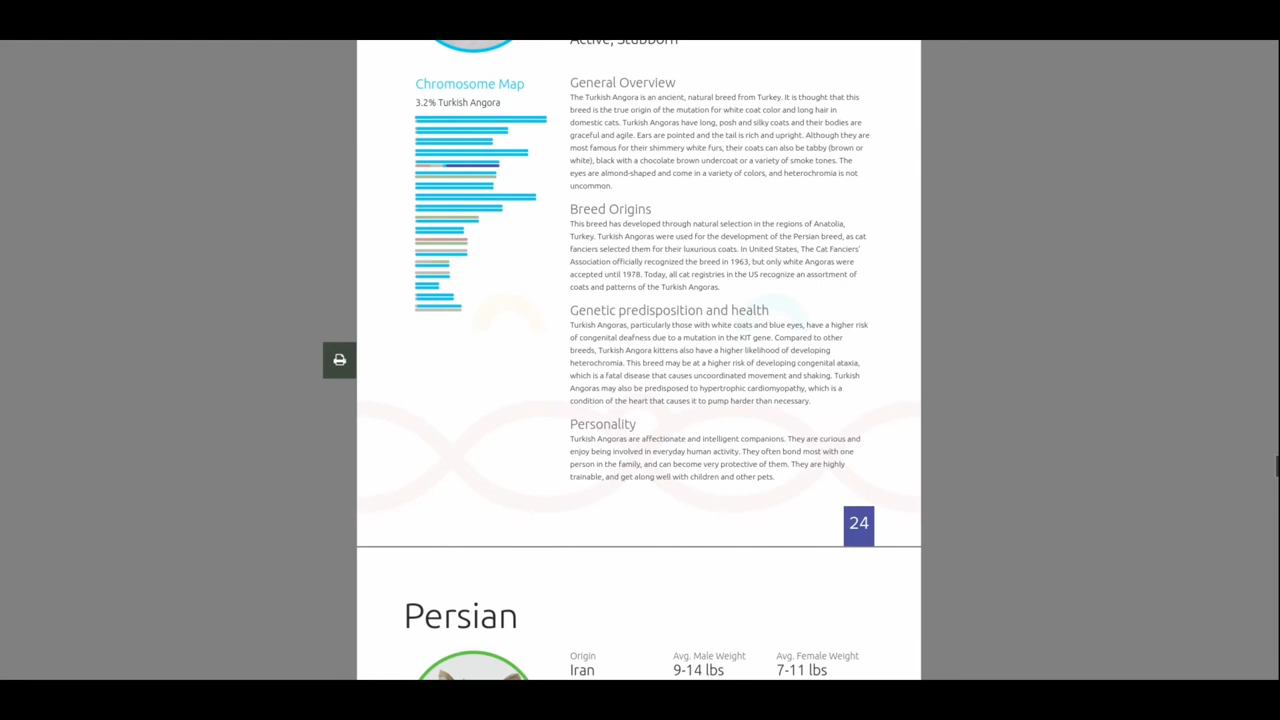 Active, Stubborn
Chromosome Map
3.2% Turkish Angora
General Overview
The Turkish Angora is an ancient, natural breed from Turkey. It is thought that this
breed is the true origin of the mutation for white coat color and long hair in
domestic cats. Turkish Angoras have long, posh and silky coats and their bodies are
graceful and agile. Ears are pointed and the tail is rich and upright. Although they are
most famous for their shimmery white furs, their coats can also be tabby (brown or
white), black with a chocolate brown undercoat or a variety of smoke tones. The
eyes are almond-shaped and come in a variety of colors, and heterochromia is not
uncommon.
Breed Origins
This breed has developed through natural selection in the regions of Anatolia,
Turkey. Turkish Angoras were used for the development of the Persian breed, as cat
fanciers selected them for their luxurious coats. In United States, The Cat Fanciers'
Association officially recognized the breed in 1963, but only white Angoras were
accepted until 1978. Today, all cat registries in the US recognize an assortment of
coats and patterns of the Turkish Angoras.
Genetic predisposition and health
Turkish Angoras, particularly those with white coats and blue eyes, have a higher risk
of congenital deafness due to a mutation in the KIT gene. Compared to other
breeds, Turkish Angora kittens also have a higher likelihood of developing
heterochromia. This breed may be at a higher risk of developing congenital ataxia,
which is a fatal disease that causes uncoordinated movement and shaking. Turkish
Angoras may also be predisposed to hypertrophic cardiomyopathy, which is a
condition of the heart that causes it to pump harder than necessary.
Personality
Turkish Angoras are affectionate and intelligent companions. They are curious and
enjoy being involved in everyday human activity. They often bond most with one
person in the family, and can become very protective of them. They are highly
trainable, and get along well with children and other pets.
24
Persian
Origin
Iran
Avg. Male Weight
9-14 lbs
Avg. Female Weight
7-11 lbs